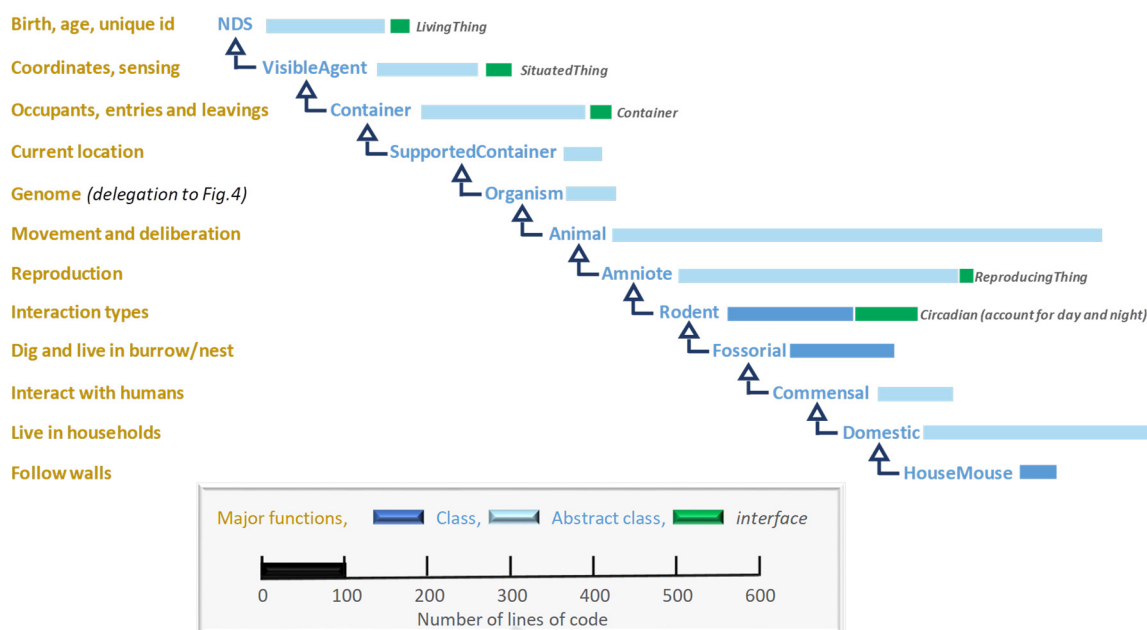 Birth, age, unique id NDS LivingThing
Coordinates, sensing VisibleAgent SituatedThing
Occupants, entries and leavings Container Container
Current location SupportedContainer
Genome (delegation to Fig.4) Organism
Movement and deliberation Animal
Reproduction Amniote ReproducingThing
Interaction types Rodent Circadian (account for day and night)
Dig and live in burrow/nest Fossorial
Interact with humans Commensal
Live in households Domestic
Follow walls HouseMouse
Major functions, Class, Abstract class, interface
0 100 200 300 400 500 600
Number of lines of code